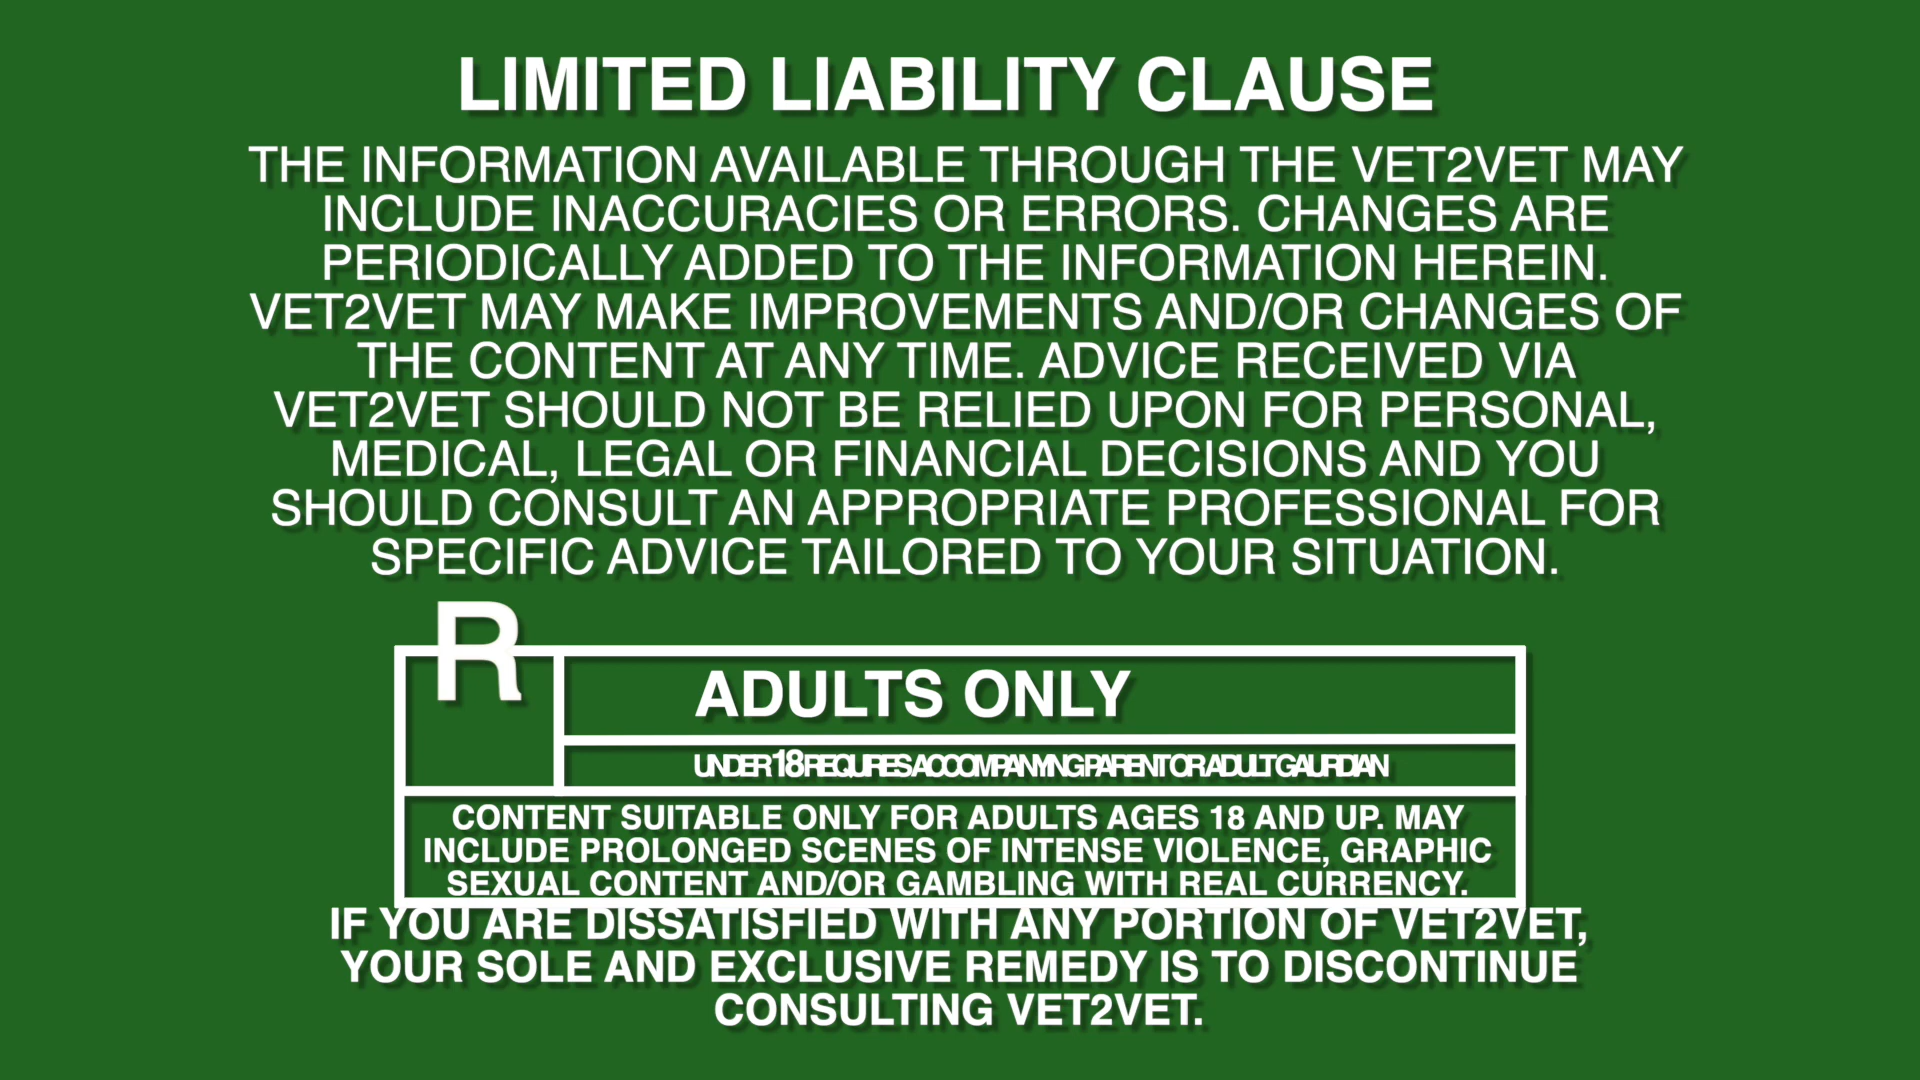 LIMITED LIABILITY CLAUSE
THE INFORMATION AVAILABLE THROUGH THE VET2VET MAY
INCLUDE INACCURACIES OR ERRORS. CHANGES ARE
PERIODICALLY ADDED TO THE INFORMATION HEREIN.
VET2VET MAY MAKE IMPROVEMENTS AND/OR CHANGES OF
THE CONTENT AT ANY TIME. ADVICE RECEIVED VIA
VET2VET SHOULD NOT BE RELIED UPON FOR PERSONAL,
MEDICAL, LEGAL OR FINANCIAL DECISIONS AND YOU
SHOULD CONSULT AN APPROPRIATE PROFESSIONAL FOR
SPECIFIC ADVICE TAILORED TO YOUR SITUATION.
R
ADULTS ONLY
UNDER 18 REQUIRES ACCOMPANYING PARENT OR ADULT GAURDIAN
CONTENT SUITABLE ONLY FOR ADULTS AGES 18 AND UP. MAY
INCLUDE PROLONGED SCENES OF INTENSE VIOLENCE, GRAPHIC
SEXUAL CONTENT AND/OR GAMBLING WITH REAL CURRENCY.
IF YOU ARE DISSATISFIED WITH ANY PORTION OF VET2VET,
YOUR SOLE AND EXCLUSIVE REMEDY IS TO DISCONTINUE
CONSULTING VET2VET.